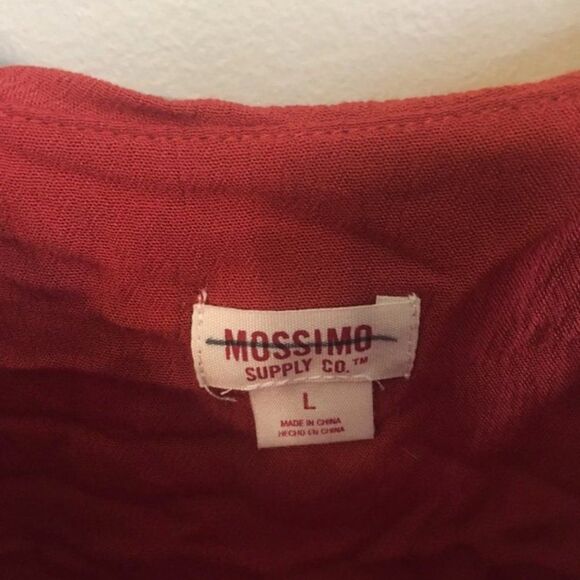 MOSSIMO
SUPPLY CO.™
L
MADE IN CHINA
HECHO EN CHINA